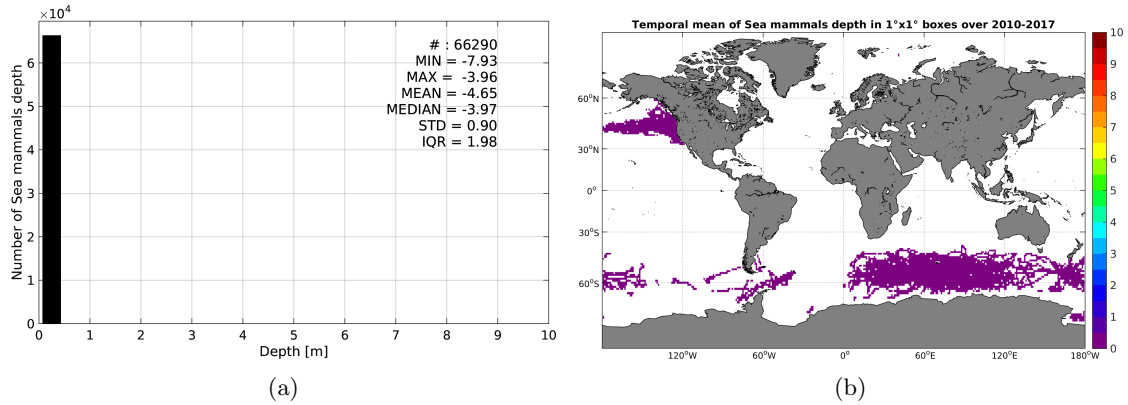 ×10⁴
6
5
4
3
2
1
0
0 1 2 3 4 5 6 7 8 9 10
Number of Sea mammals depth
Depth [m]
# : 66290
MIN = -7.93
MAX = -3.96
MEAN = -4.65
MEDIAN = -3.97
STD = 0.90
IQR = 1.98
(a)
Temporal mean of Sea mammals depth in 1°x1° boxes over 2010-2017
60°N
30°N
0°
30°S
60°S
120°W 60°W 0° 60°E 120°E 180°W
10
9
8
7
6
5
4
3
2
1
0
(b)